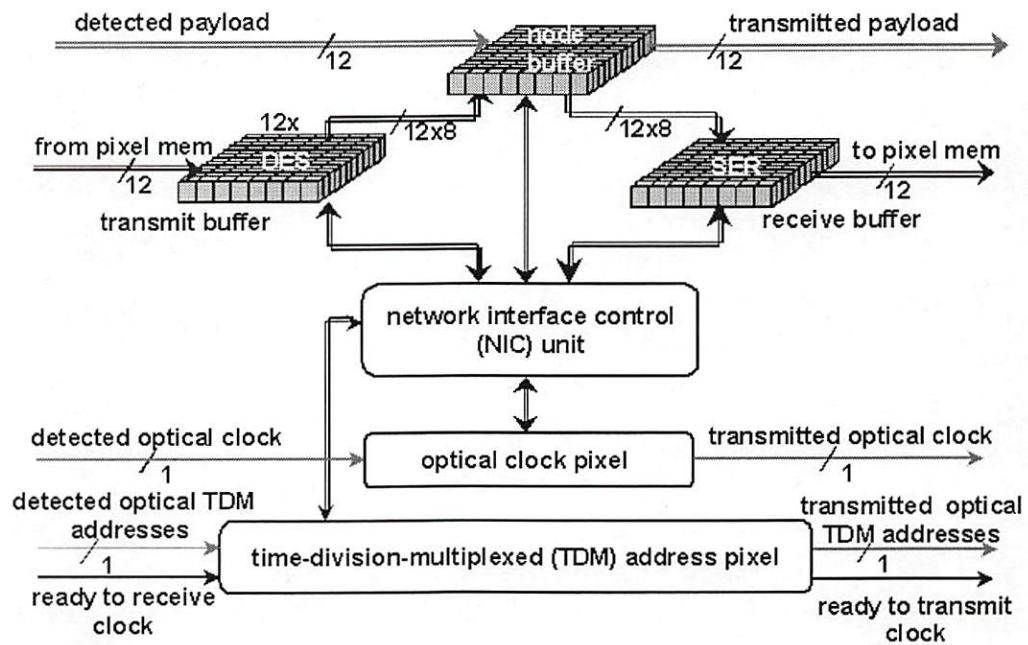 detected payload
12
node
buffer
transmitted payload
12
12x
12x8
12x8
from pixel mem
12
DES
transmit buffer
SER
to pixel mem
12
receive buffer
network interface control
(NIC) unit
detected optical clock
1
optical clock pixel
transmitted optical clock
1
detected optical TDM
addresses
1
time-division-multiplexed (TDM) address pixel
transmitted optical
TDM addresses
1
ready to receive
clock
ready to transmit
clock